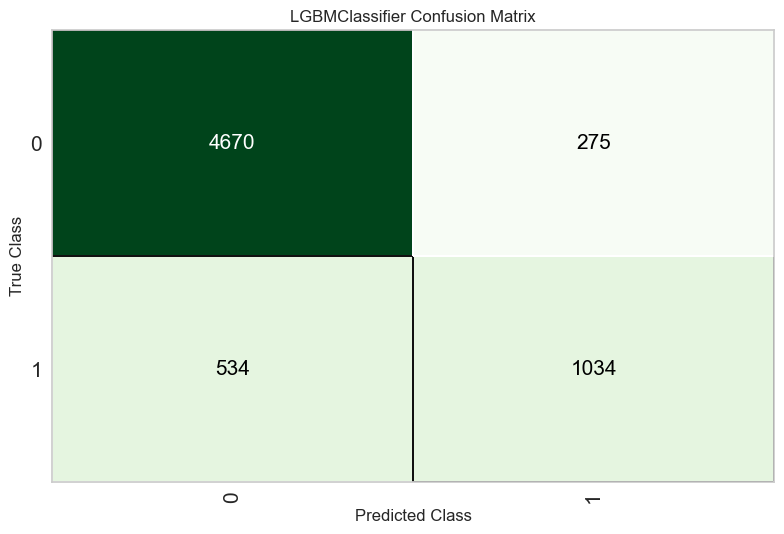 LGBMClassifier Confusion Matrix
True Class
0
4670
275
1
534
1034
0
1
Predicted Class